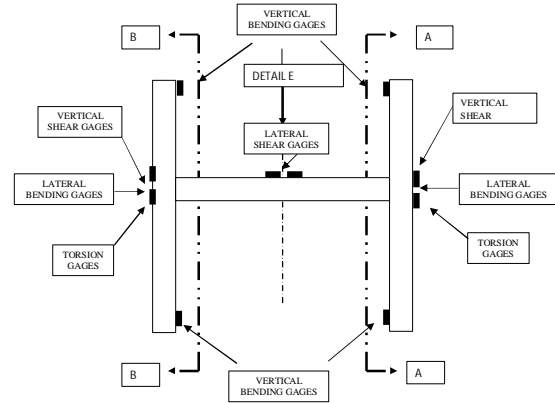 VERTICAL
BENDING GAGES
B
A
DETAIL E
VERTICAL
SHEAR GAGES
VERTICAL
SHEAR
LATERAL
SHEAR GAGES
LATERAL
BENDING GAGES
LATERAL
BENDING GAGES
TORSION
GAGES
TORSION
GAGES
B
A
VERTICAL
BENDING GAGES